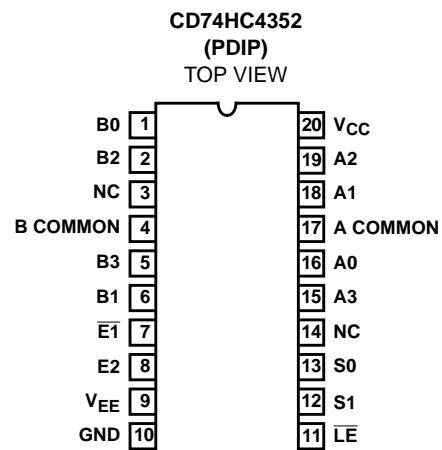 CD74HC4352
(PDIP)
TOP VIEW
B0 1 20 VCC
B2 2 19 A2
NC 3 18 A1
B COMMON 4 17 A COMMON
B3 5 16 A0
B1 6 15 A3
E1 7 14 NC
E2 8 13 S0
VEE 9 12 S1
GND 10 11 LE